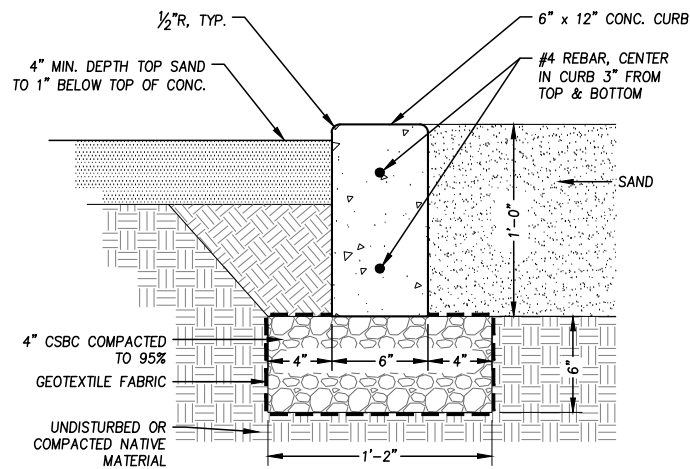 ½"R, TYP.
6" x 12" CONC. CURB
4" MIN. DEPTH TOP SAND
TO 1" BELOW TOP OF CONC.
#4 REBAR, CENTER
IN CURB 3" FROM
TOP & BOTTOM
SAND
1'-0"
4" CSBC COMPACTED
TO 95%
4"
6"
4"
6"
GEOTEXTILE FABRIC
UNDISTURBED OR
COMPACTED NATIVE
MATERIAL
1'-2"